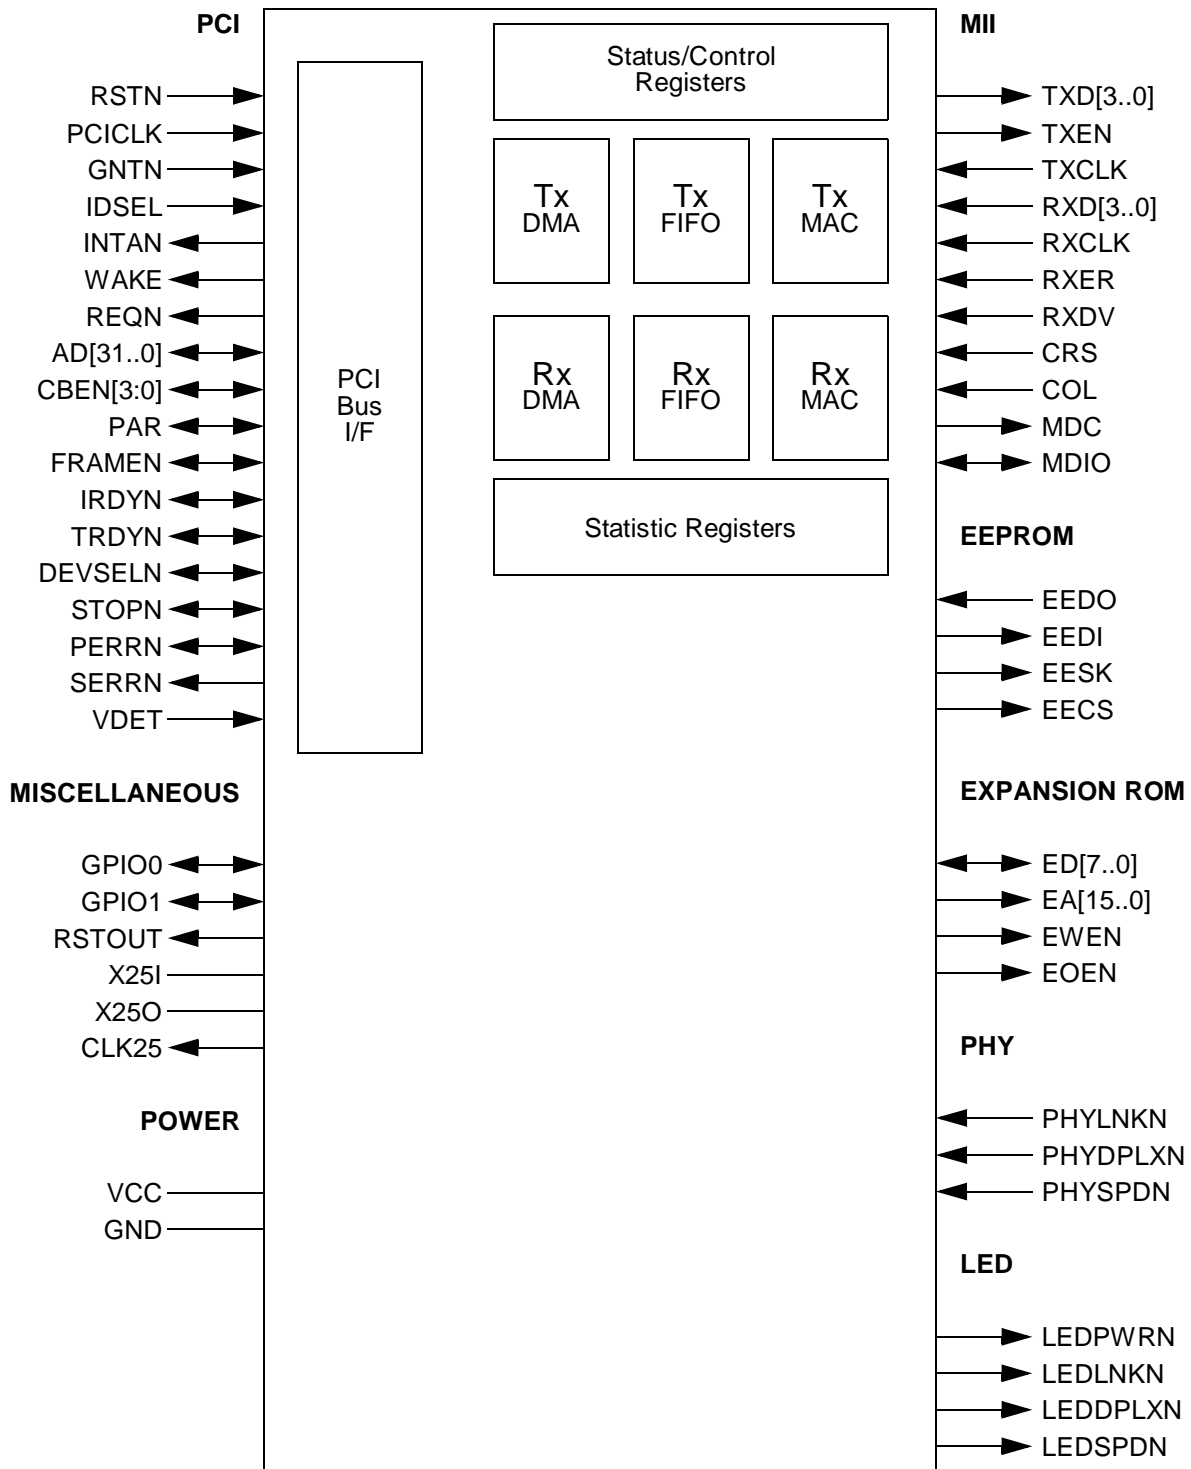 PCI
RSTN
PCICLK
GNTN
IDSEL
INTAN
WAKE
REQN
AD[31..0]
CBEN[3:0]
PAR
FRAMEN
IRDYN
TRDYN
DEVSELN
STOPN
PERRN
SERRN
VDET
MISCELLANEOUS
GPIO0
GPIO1
RSTOUT
X25I
X25O
CLK25
POWER
VCC
GND
PCI
Bus
I/F
Status/Control
Registers
Tx
DMA
Tx
FIFO
Tx
MAC
Rx
DMA
Rx
FIFO
Rx
MAC
Statistic Registers
MII
TXD[3..0]
TXEN
TXCLK
RXD[3..0]
RXCLK
RXER
RXDV
CRS
COL
MDC
MDIO
EEPROM
EEDO
EEDI
EESK
EECS
EXPANSION ROM
ED[7..0]
EA[15..0]
EWEN
EOEN
PHY
PHYLNKN
PHYDPLXN
PHYSPDN
LED
LEDPWRN
LEDLNKN
LEDDPLXN
LEDSPDN